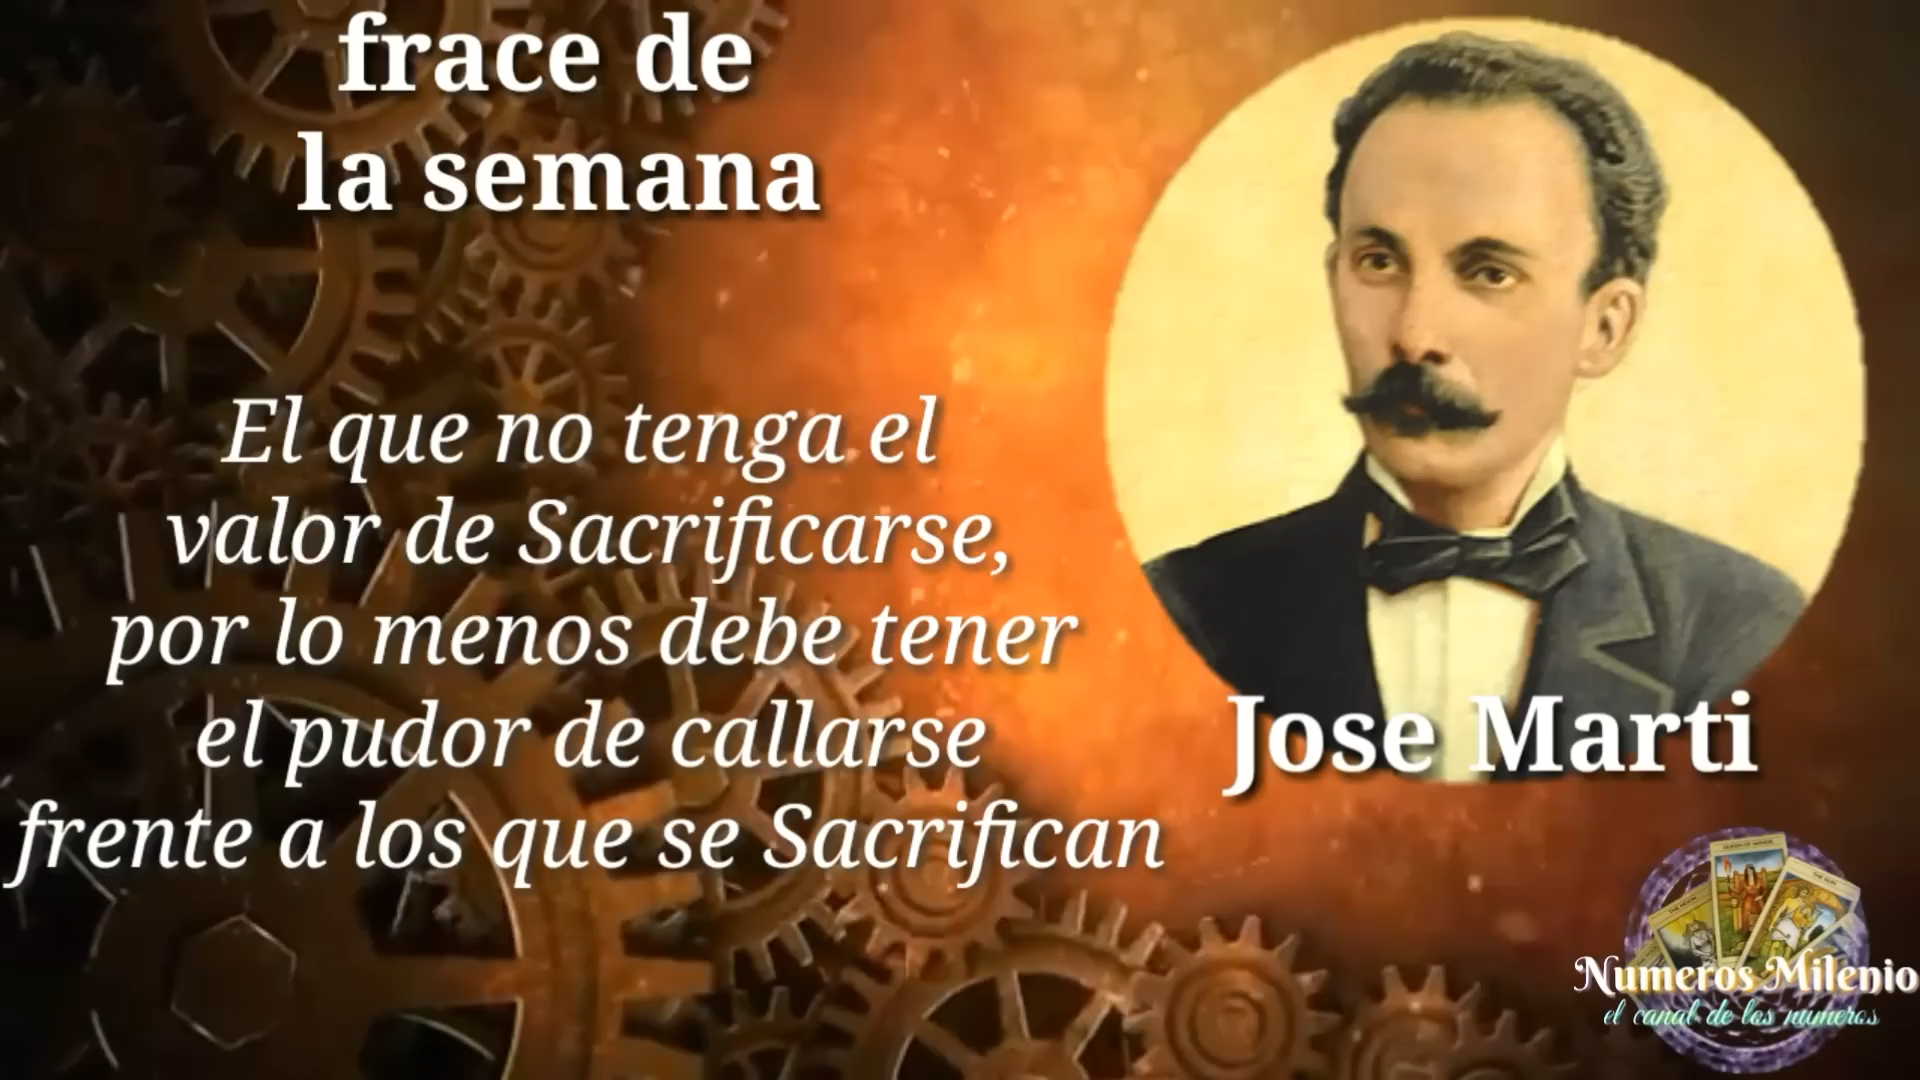 frace de
la semana
El que no tenga el
valor de Sacrificarse,
por lo menos debe tener
el pudor de callarse
frente a los que se Sacrifican
Jose Marti
Numeros Milenio
el canal de los numeros